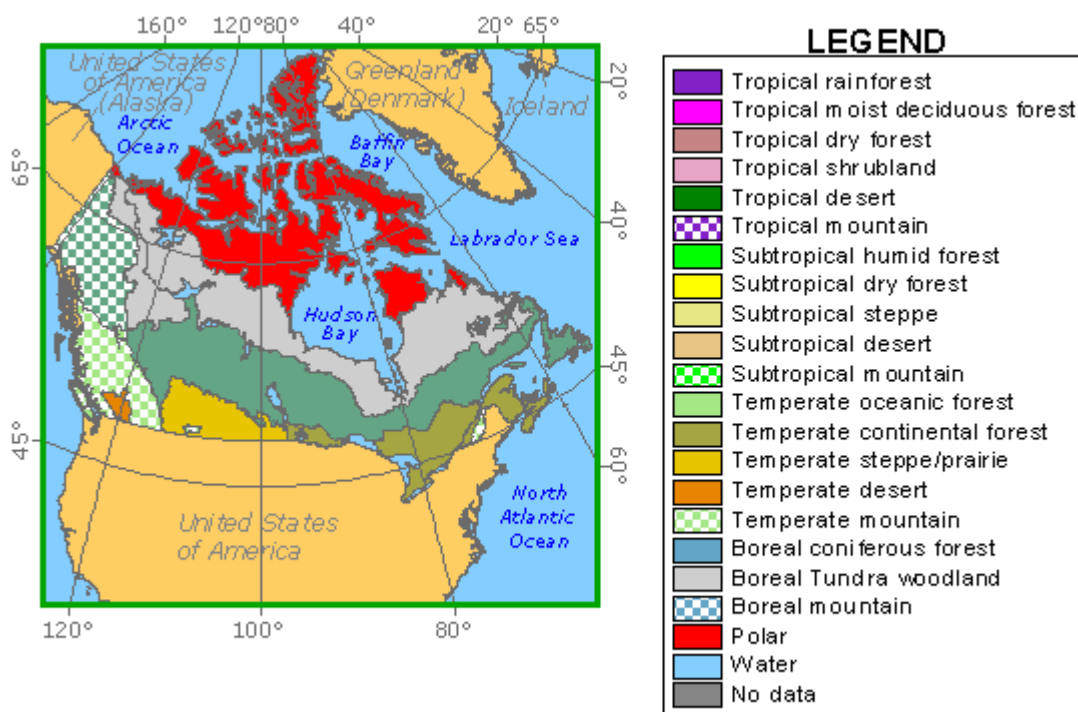 160° 120° 80° 40° 20° 65°
LEGEND
United States
of America
(Alaska)
Greenland
(Denmark)
Iceland
20°
Arctic
Ocean
Baffin
Bay
65°
40°
Labrador Sea
Hudson
Bay
45°
45°
60°
North
Atlantic
Ocean
United States
of America
120° 100° 80°
Tropical rainforest
Tropical moist deciduous forest
Tropical dry forest
Tropical shrubland
Tropical desert
Tropical mountain
Subtropical humid forest
Subtropical dry forest
Subtropical steppe
Subtropical desert
Subtropical mountain
Temperate oceanic forest
Temperate continental forest
Temperate steppe/prairie
Temperate desert
Temperate mountain
Boreal coniferous forest
Boreal Tundra woodland
Boreal mountain
Polar
Water
No data